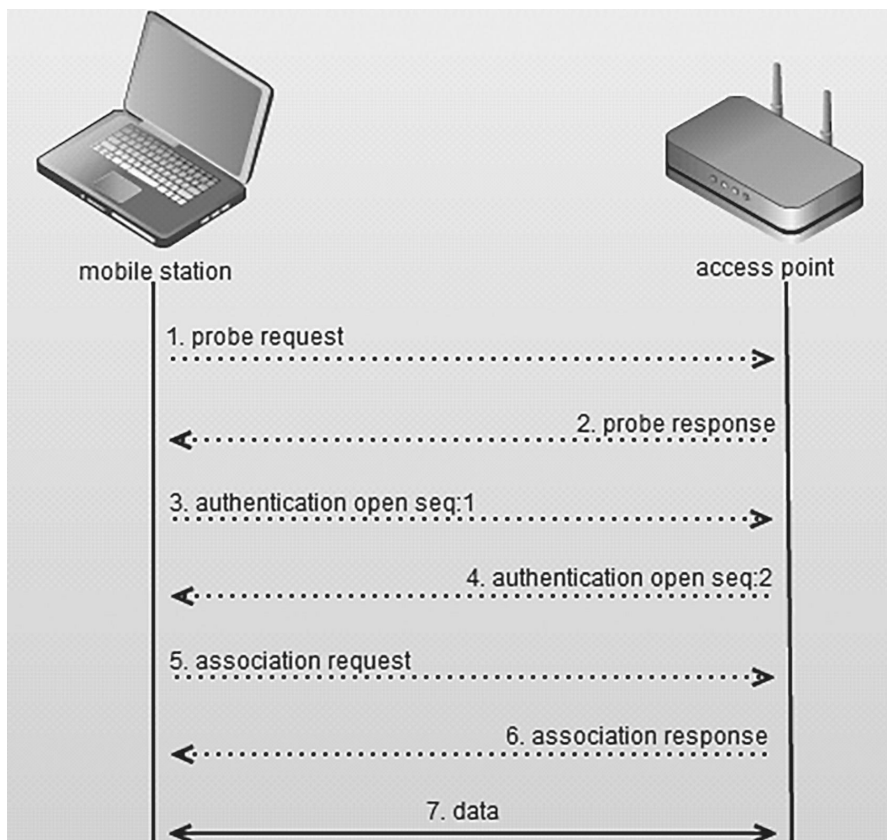 mobile station
access point
1. probe request
2. probe response
3. authentication open seq:1
4. authentication open seq:2
5. association request
6. association response
7. data